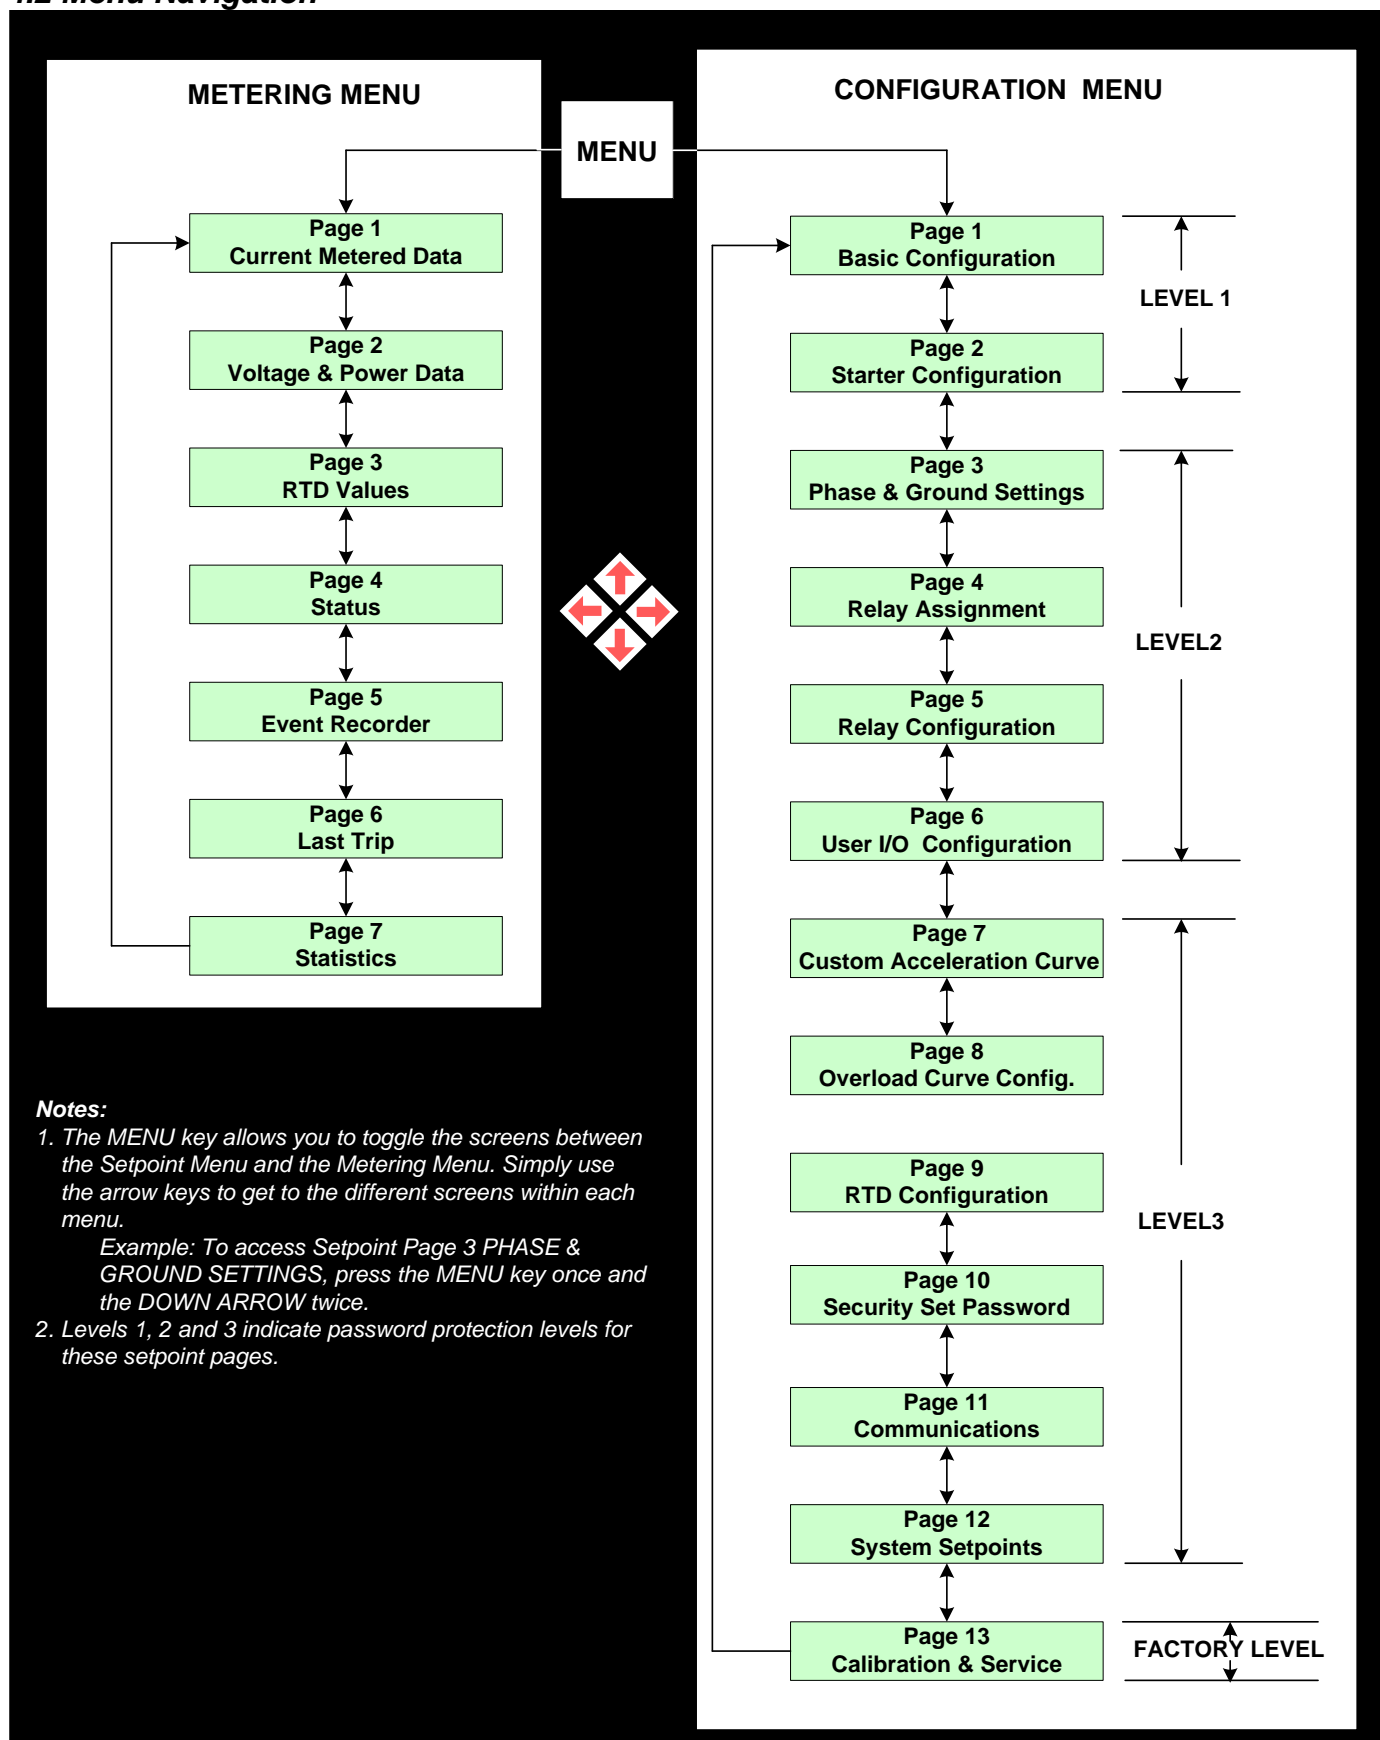 4.2 Menu Navigation
METERING MENU
MENU
CONFIGURATION MENU
Page 1
Current Metered Data
Page 2
Voltage & Power Data
Page 3
RTD Values
Page 4
Status
Page 5
Event Recorder
Page 6
Last Trip
Page 7
Statistics
Page 1
Basic Configuration
LEVEL 1
Page 2
Starter Configuration
Page 3
Phase & Ground Settings
Page 4
Relay Assignment
LEVEL2
Page 5
Relay Configuration
Page 6
User I/O Configuration
Page 7
Custom Acceleration Curve
Page 8
Overload Curve Config.
Page 9
RTD Configuration
LEVEL3
Page 10
Security Set Password
Page 11
Communications
Page 12
System Setpoints
Page 13
Calibration & Service
FACTORY LEVEL
Notes:
1. The MENU key allows you to toggle the screens between
the Setpoint Menu and the Metering Menu. Simply use
the arrow keys to get to the different screens within each
menu.
Example: To access Setpoint Page 3 PHASE &
GROUND SETTINGS, press the MENU key once and
the DOWN ARROW twice.
2. Levels 1, 2 and 3 indicate password protection levels for
these setpoint pages.